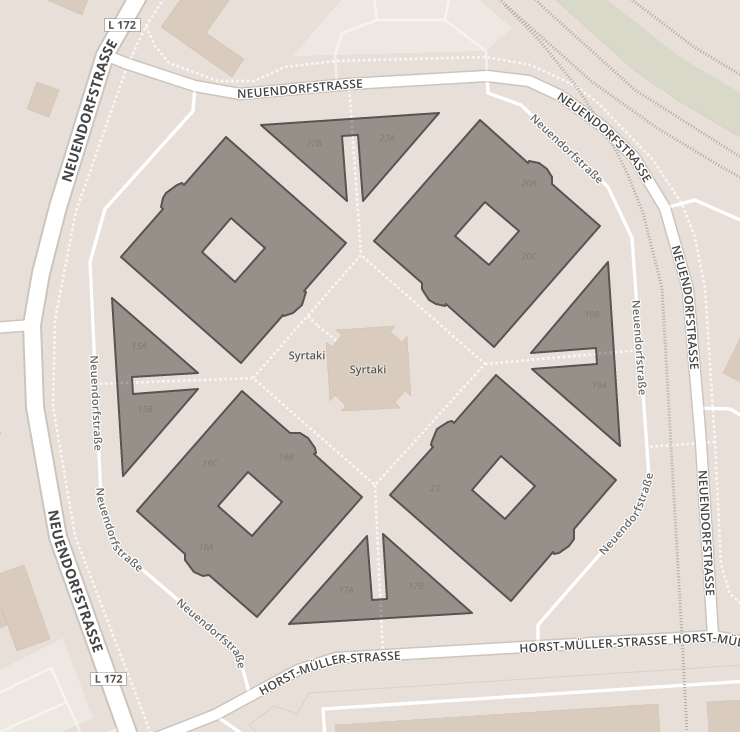 L 172
NEUENDORFSTRASSE
NEUENDORFSTRASSE
NEUENDORFSTRASSE
Neuendorfstraße
22B
22A
20A
20C
NEUENDORFSTRASSE
Neuendorfstraße
19B
19A
15A
15B
Neuendorfstraße
Syrtaki
Syrtaki
16C
16B
16A
23
Neuendorfstraße
NEUENDORFSTRASSE
Neuendorfstraße
NEUENDORFSTRASSE
17A
17B
Neuendorfstraße
HORST-MÜLLER-STRASSE
HORST-MÜLLER-STRASSE
HORST-MÜL
L 172